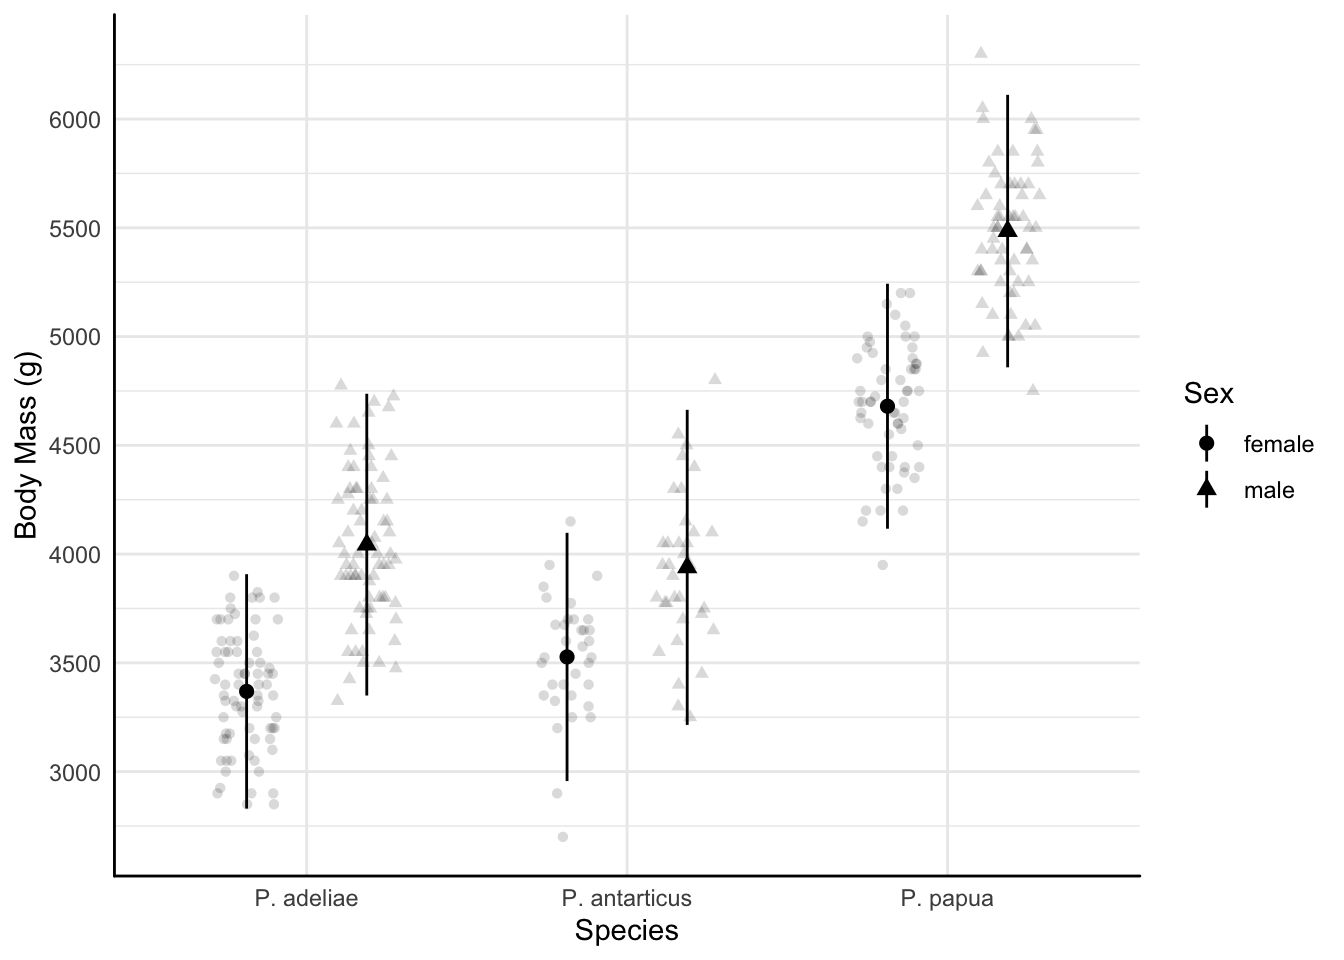 Body Mass (g)
6000
5500
5000
4500
4000
3500
3000
P. adeliae
P. antarticus
P. papua
Species
Sex
female
male